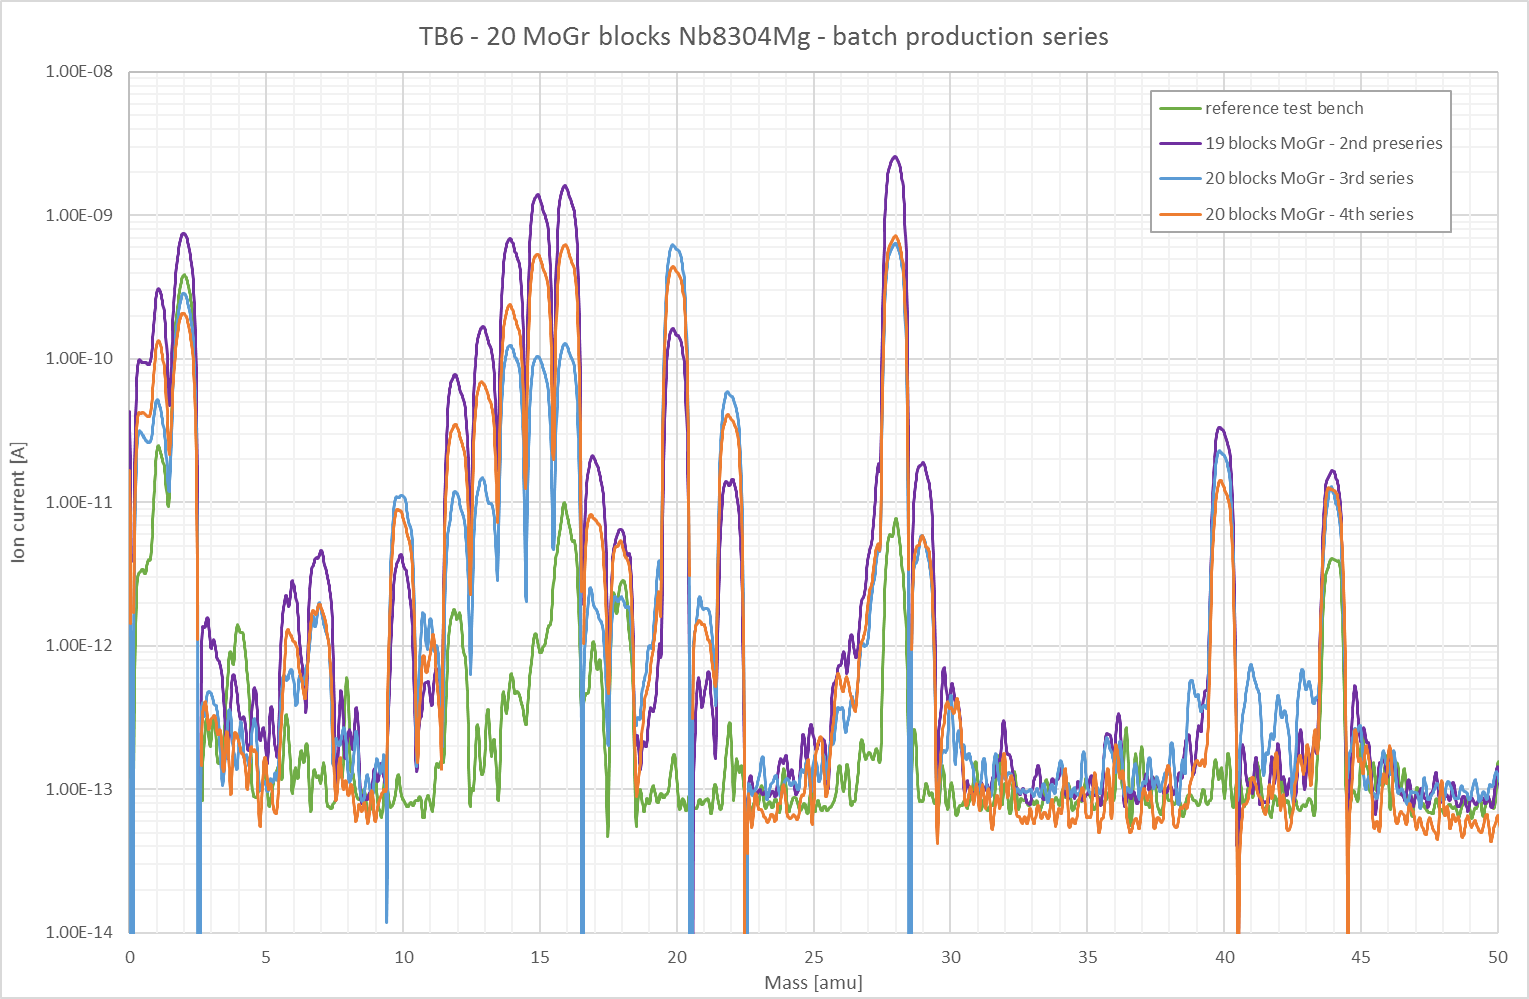 TB6 - 20 MoGr blocks Nb8304Mg - batch production series
1.00E-08
1.00E-09
1.00E-10
1.00E-11
1.00E-12
1.00E-13
1.00E-14
Ion current [A]
reference test bench
19 blocks MoGr - 2nd preseries
20 blocks MoGr - 3rd series
20 blocks MoGr - 4th series
0 5 10 15 20 25 30 35 40 45 50
Mass [amu]